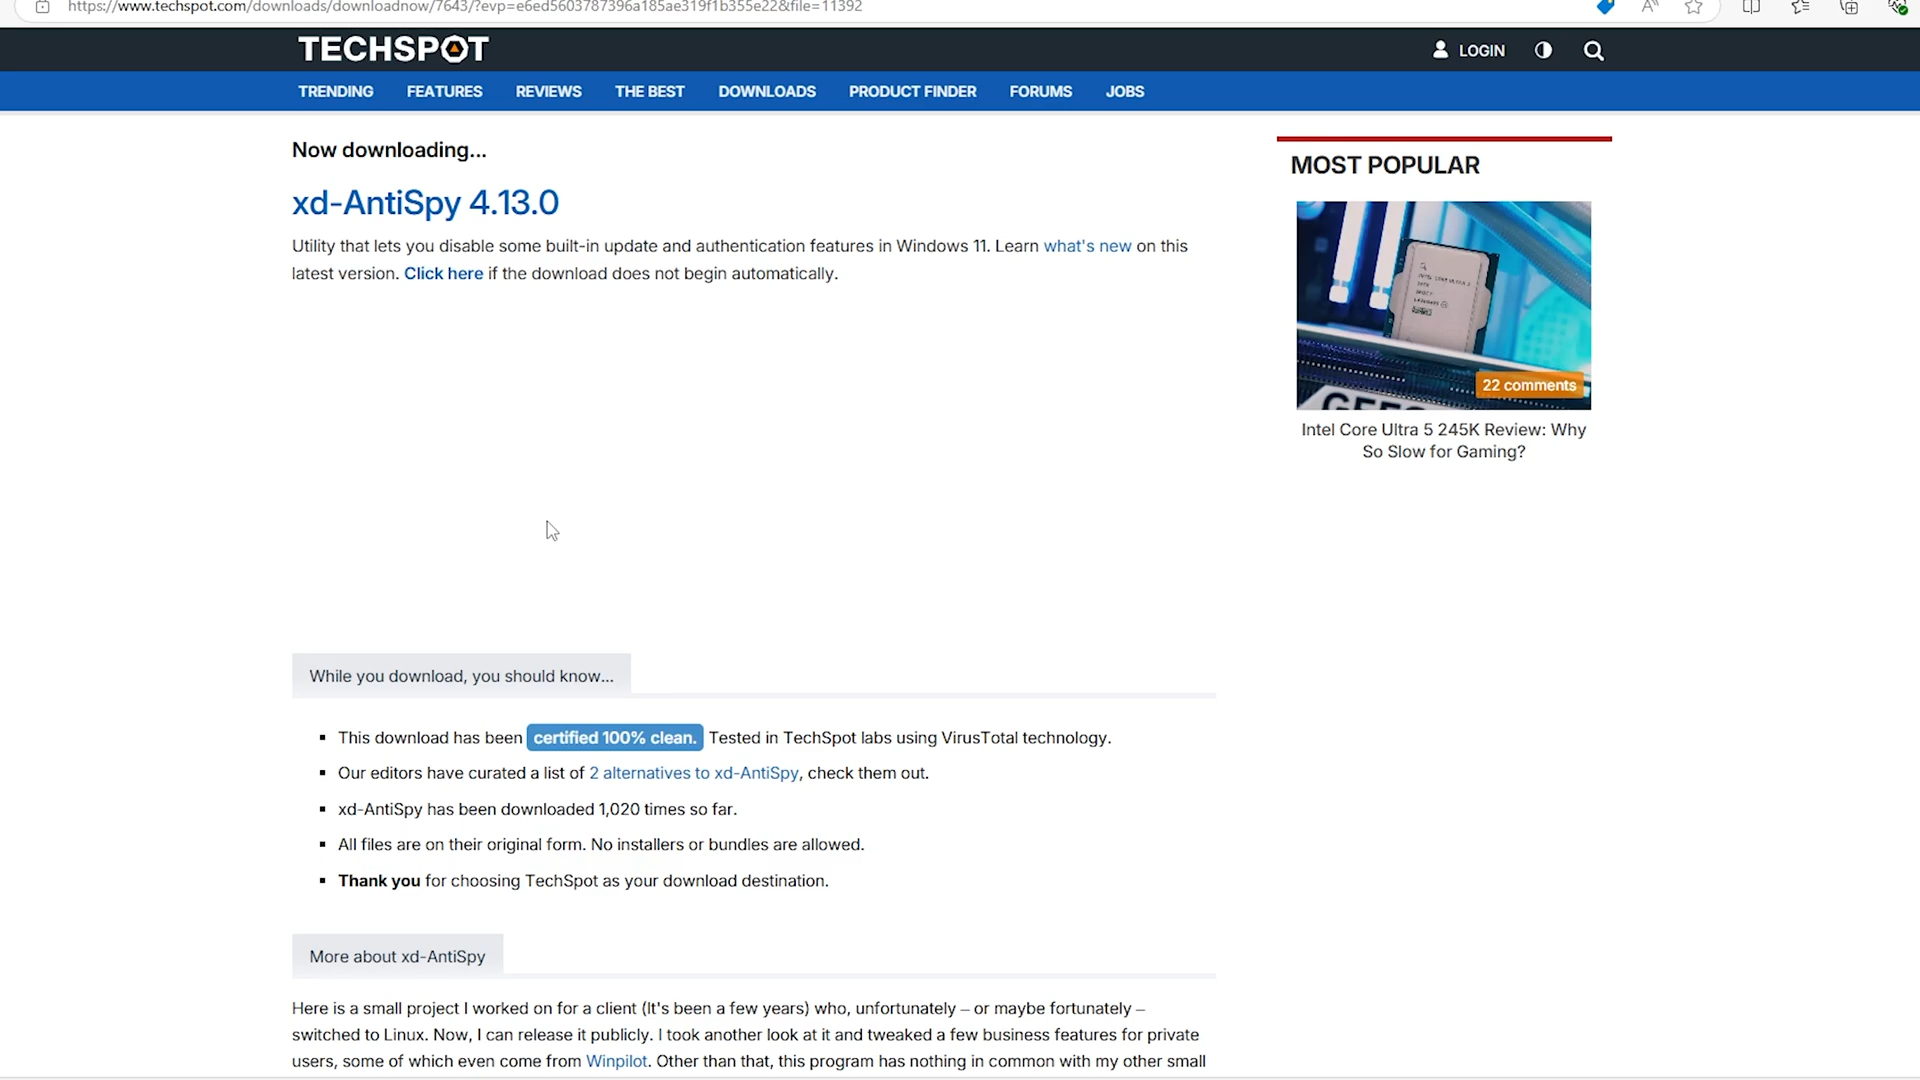 https://www.techspot.com/downloads/downloadnow/7643/?evp=e6ed5603787396a185ae319f1b355e22&file=11392
TECHSPOT
LOGIN
TRENDING FEATURES REVIEWS THE BEST DOWNLOADS PRODUCT FINDER FORUMS JOBS
Now downloading...
xd-AntiSpy 4.13.0
Utility that lets you disable some built-in update and authentication features in Windows 11. Learn what's new on this
latest version. Click here if the download does not begin automatically.
MOST POPULAR
22 comments
Intel Core Ultra 5 245K Review: Why
So Slow for Gaming?
While you download, you should know...
▪ This download has been certified 100% clean. Tested in TechSpot labs using VirusTotal technology.
▪ Our editors have curated a list of 2 alternatives to xd-AntiSpy, check them out.
▪ xd-AntiSpy has been downloaded 1,020 times so far.
▪ All files are on their original form. No installers or bundles are allowed.
▪ Thank you for choosing TechSpot as your download destination.
More about xd-AntiSpy
Here is a small project I worked on for a client (It's been a few years) who, unfortunately – or maybe fortunately –
switched to Linux. Now, I can release it publicly. I took another look at it and tweaked a few business features for private
users, some of which even come from Winpilot. Other than that, this program has nothing in common with my other small